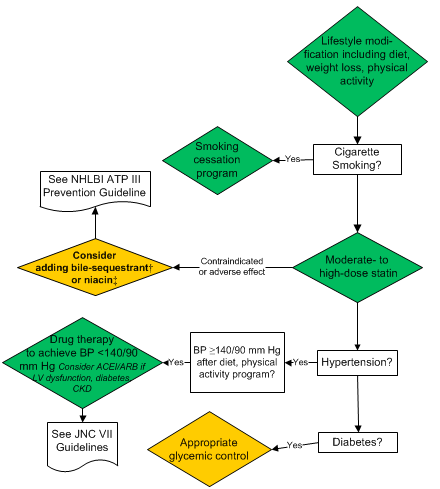 Lifestyle modi-
fication including diet,
weight loss, physical
activity
Smoking
cessation
program
Yes
Cigarette
Smoking?
See NHLBI ATP III
Prevention Guideline
Consider
adding bile-sequestrant†
or niacin‡
Contraindicated
or adverse effect
Moderate- to
high-dose statin
Drug therapy
to achieve BP <140/90
mm Hg Consider ACEI/ARB if
LV dysfunction, diabetes,
CKD
Yes
BP ≥140/90 mm Hg
after diet, physical
activity program?
Yes
Hypertension?
See JNC VII
Guidelines
Appropriate
glycemic control
Yes
Diabetes?